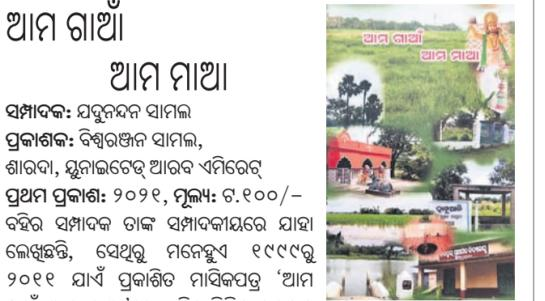 ଆମ ଗାଆଁ
ଆମ ମାଆ
ସମ୍ପାଦକ: ଯଦୁନନ୍ଦନ ସାମଲ
ପ୍ରକାଶକ: ବିଶ୍ୱରଞ୍ଜନ ସାମଲ,
ଶାରଦା, ୟୁନାଇଟେଡ୍ ଆରବ ଏମିରେଟ୍
ପ୍ରଥମ ପ୍ରକାଶ: ୨୦୨୧, ମୂଲ୍ୟ: ଟ.୧୦୦/-
ବହିର ସମ୍ପାଦକ ତାଙ୍କ ସମ୍ପାଦକୀୟରେ ଯାହା
ଲେଖିଛନ୍ତି, ସେଥିରୁ ମନେହୁଏ ୧୯୯୯ରୁ
୨୦୧୧ ଯାଏଁ ପ୍ରକାଶିତ ମାସିକପତ୍ର 'ଆମ
ଆମ ଗାଆଁ
ଆମ ମାଆ